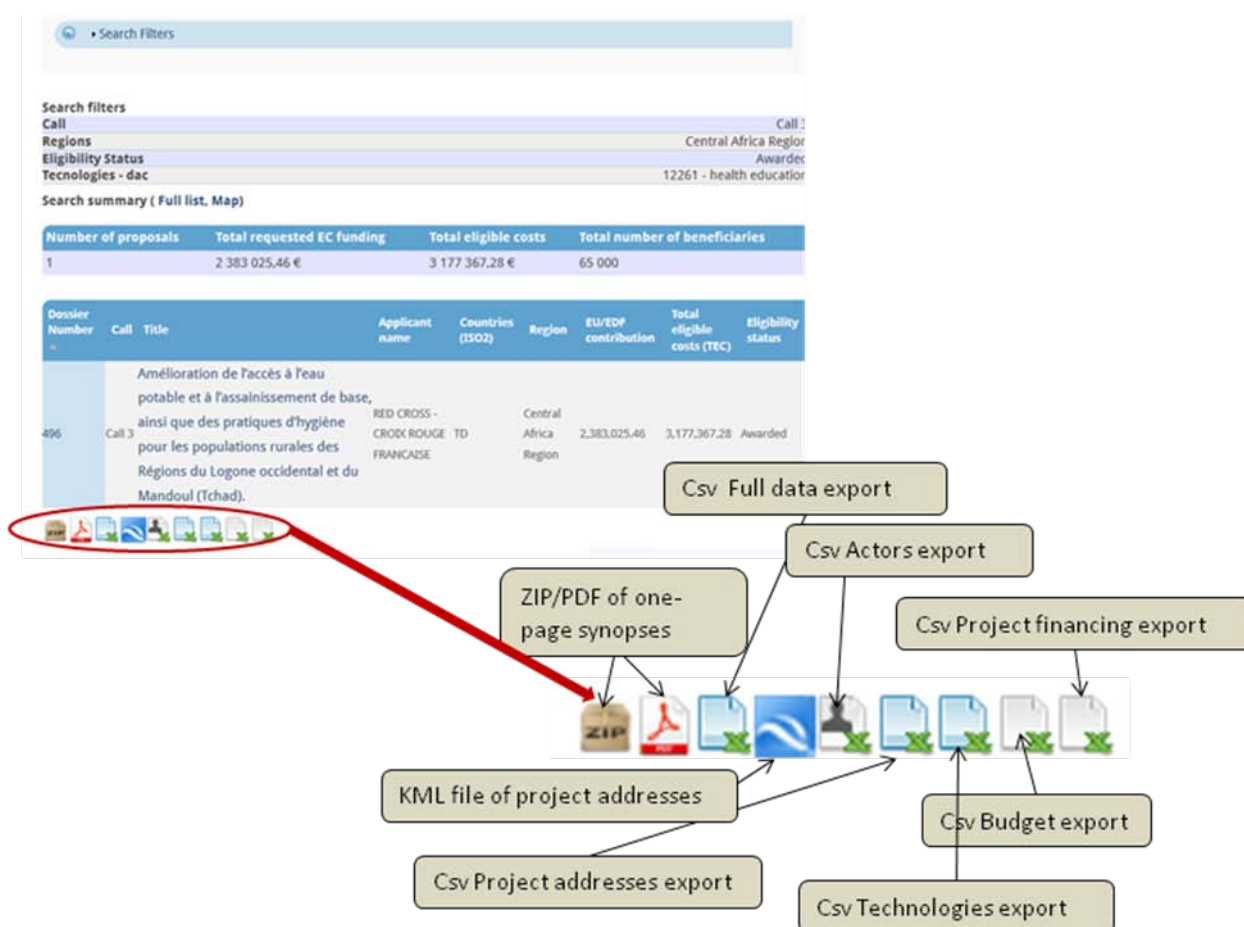 Search Filters
Search filters
Call Call 3
Regions Central Africa Region
Eligibility Status Awarded
Tecnologies - dac 12261 - health education
Search summary ( Full list, Map)
Number of proposals Total requested EC funding Total eligible costs Total number of beneficiaries
1 2 383 025,46 € 3 177 367,28 € 65 000
Dossier Number Call Title Applicant name Countries (ISO2) Region EU/EDF contribution Total eligible costs (TEC) Eligibility status
Amélioration de l'accès à l'eau
potable et à l'assainissement de base,
ainsi que des pratiques d'hygiène
pour les populations rurales des
Régions du Logone occidental et du
Mandoul (Tchad).
496 Call 3 RED CROSS - CROIX ROUGE FRANCAISE TD Central Africa Region 2,383,025.46 3,177,367.28 Awarded
Csv Full data export
Csv Actors export
ZIP/PDF of one-
page synopses
Csv Project financing export
ZIP
PDF
KML file of project addresses
Csv Budget export
Csv Project addresses export
Csv Technologies export